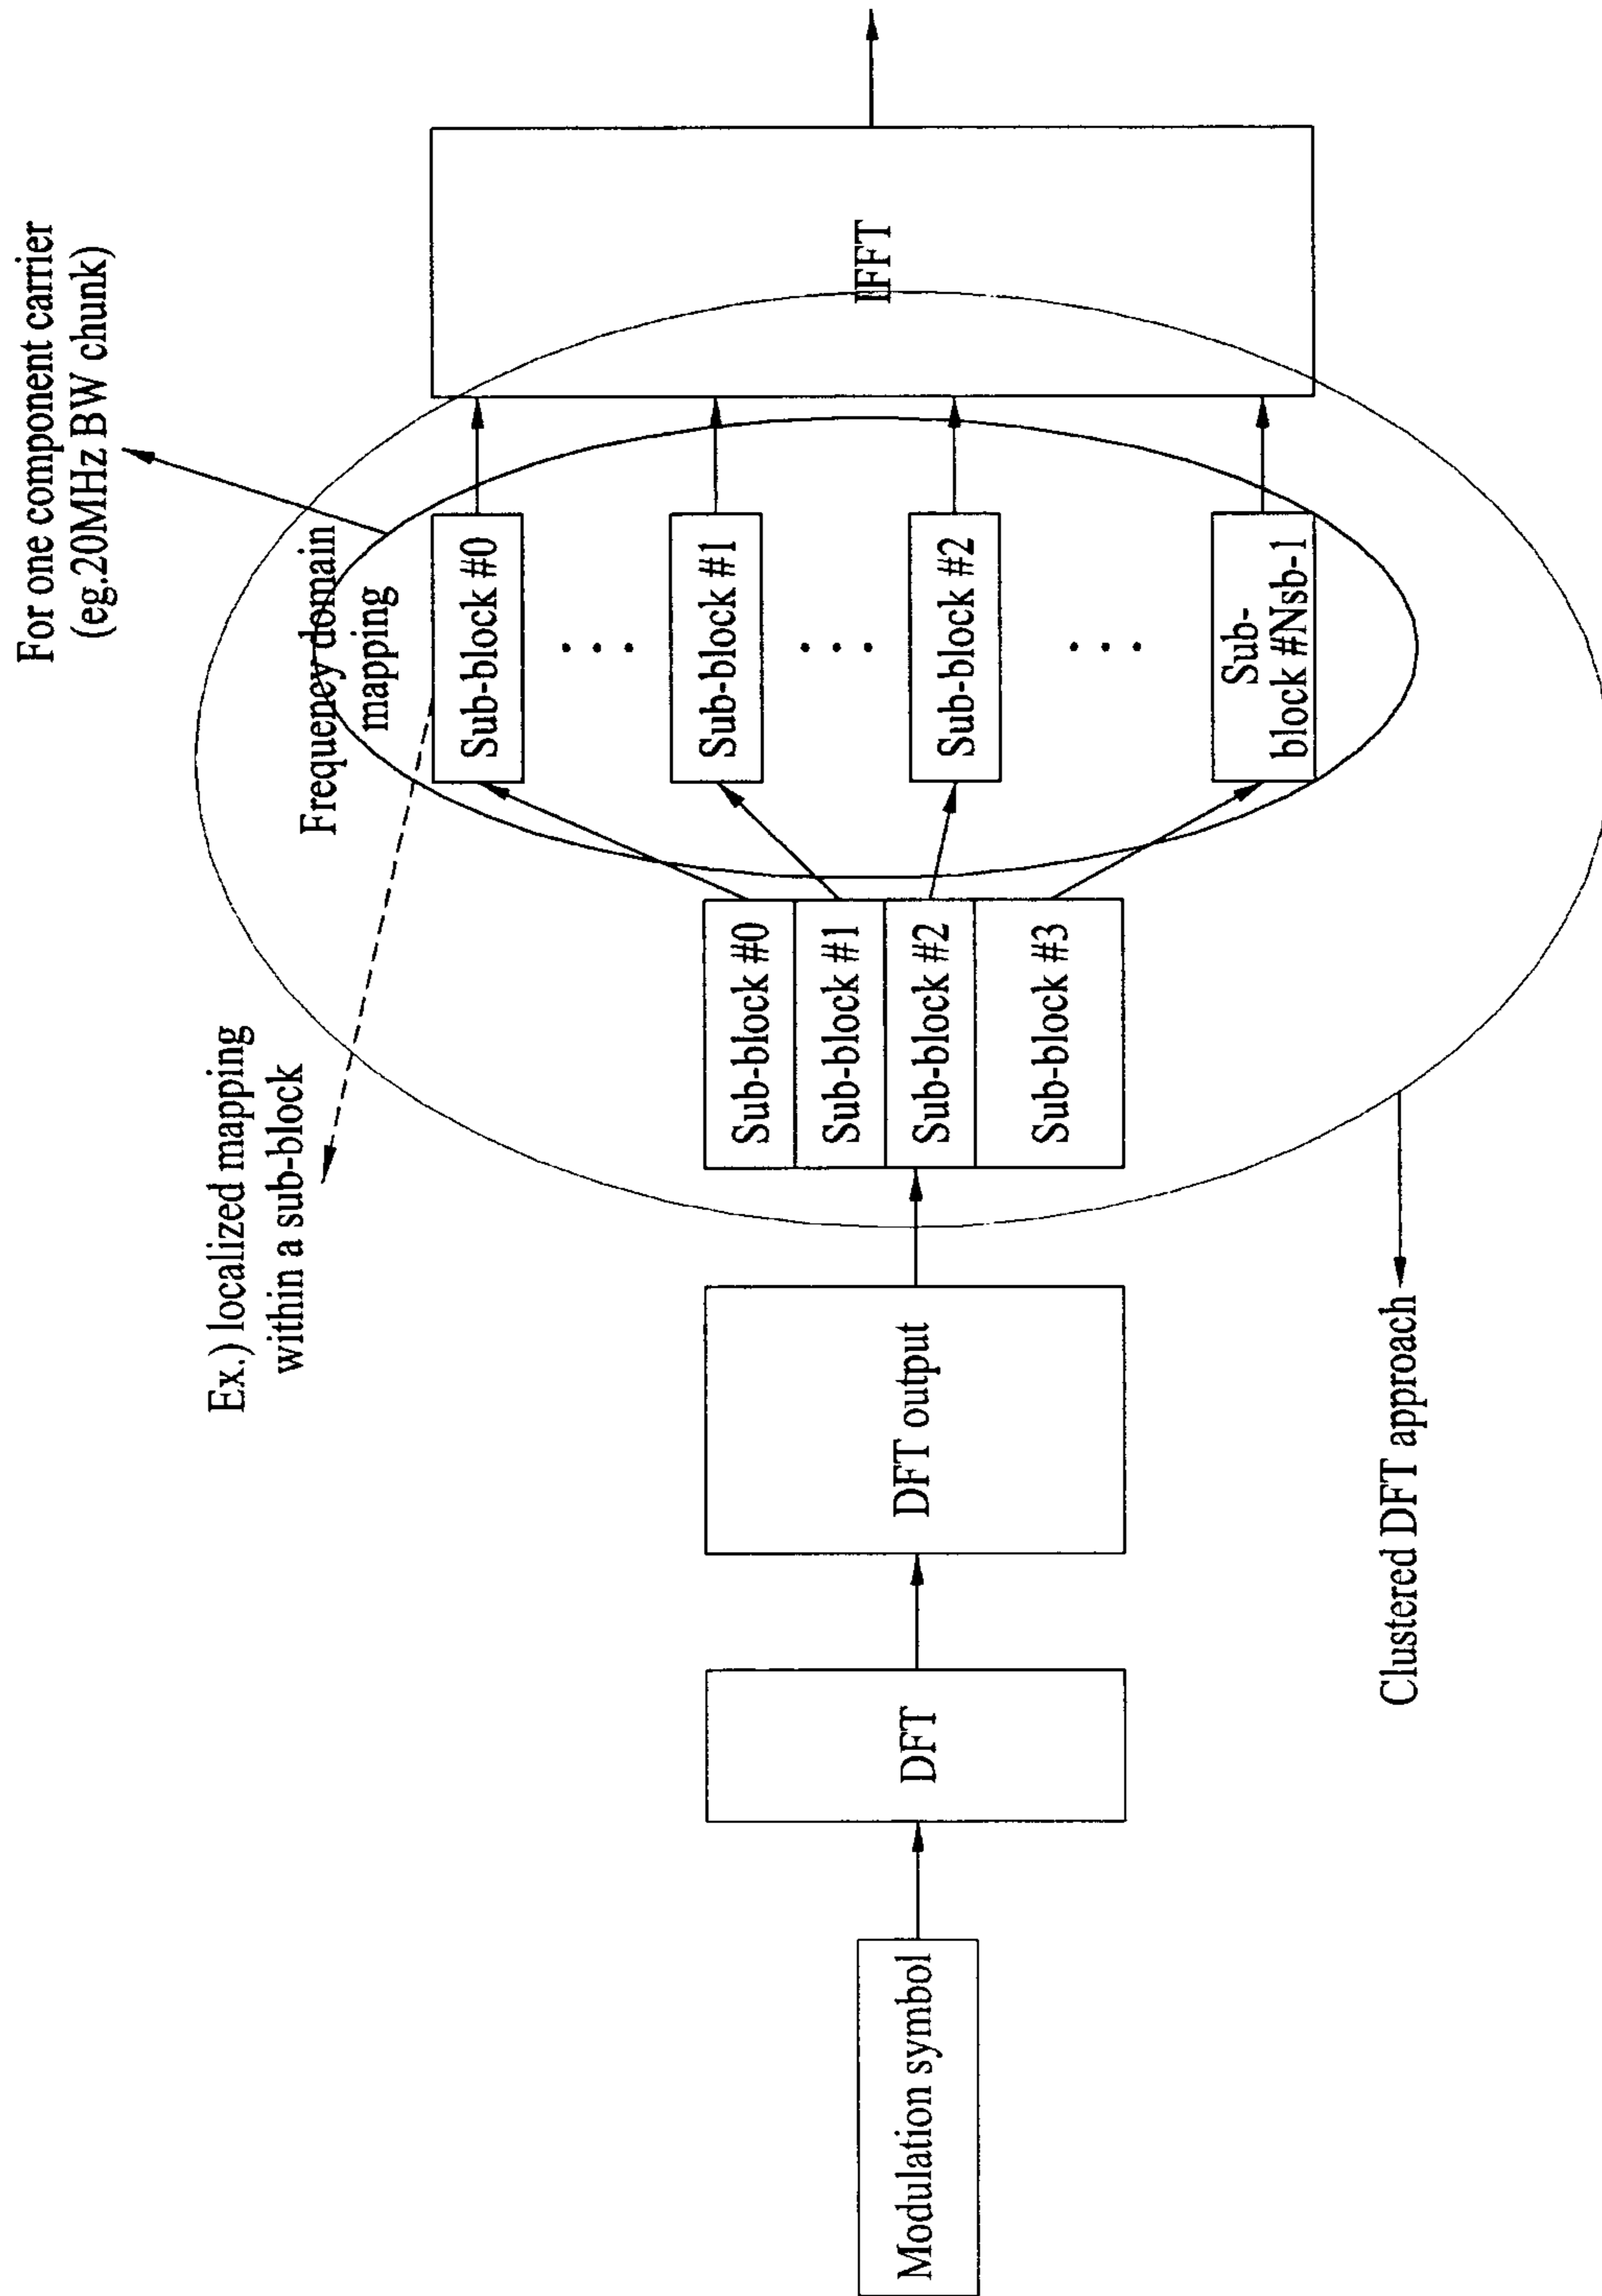 For one component carrier
(eg.20MHz BW chunk)
Ex.) localized mapping
within a sub-block
Frequency domain
mapping
Modulation symbol
DFT
DFT output
Sub-block #0
Sub-block #1
Sub-block #2
Sub-block #3
Sub-block #0
...
Sub-block #1
...
Sub-block #2
...
Sub-
block #Nsb-1
IFFT
Clustered DFT approach